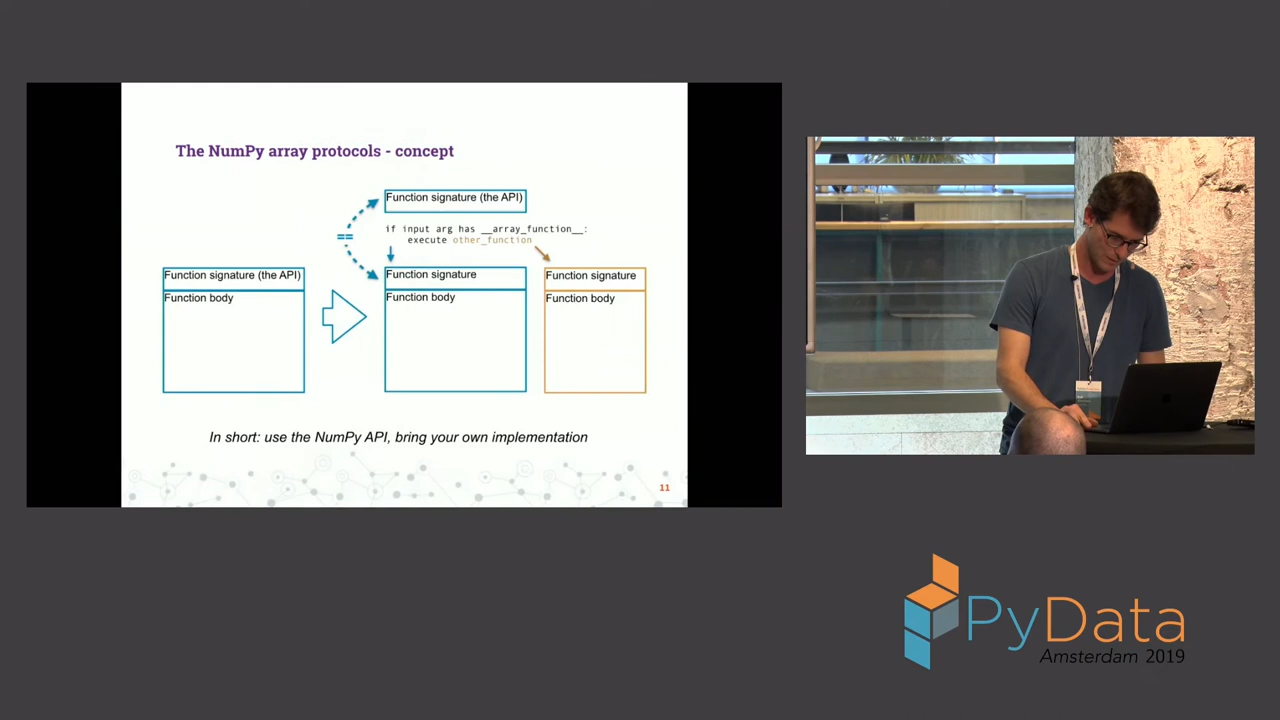 The NumPy array protocols - concept
Function signature (the API)
==
if input arg has __array_function__:
execute other_function
Function signature (the API)
Function body
Function signature
Function body
Function signature
Function body
In short: use the NumPy API, bring your own implementation
11
PyData
Amsterdam 2019